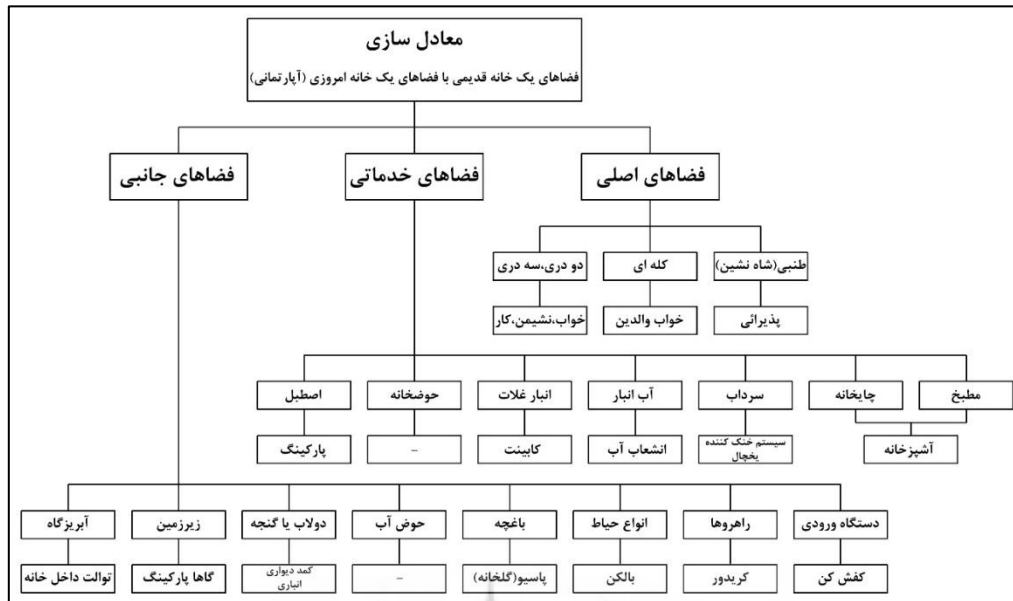 معادل سازی
فضاهای یک خانه قدیمی با فضاهای یک خانه امروزی (آپارتمانی)
فضاهای اصلی
فضاهای خدماتی
فضاهای جانبی
طنبی(شاه نشین)
کله ای
دو دری،سه دری
پذیرائی
خواب والدین
خواب،نشیمن،کار
مطبخ
چایخانه
سرداب
آب انبار
انبار غلات
حوضخانه
اصطبل
آشپزخانه
سیستم خنک کننده
یخچال
انشعاب آب
کابینت
-
پارکینگ
دستگاه ورودی
راهروها
انواع حیاط
باغچه
حوض آب
دولاب یا گنجه
زیرزمین
آبریزگاه
کفش کن
کریدور
بالکن
پاسیو(گلخانه)
-
کمد دیواری
انباری
گاها پارکینگ
توالت داخل خانه